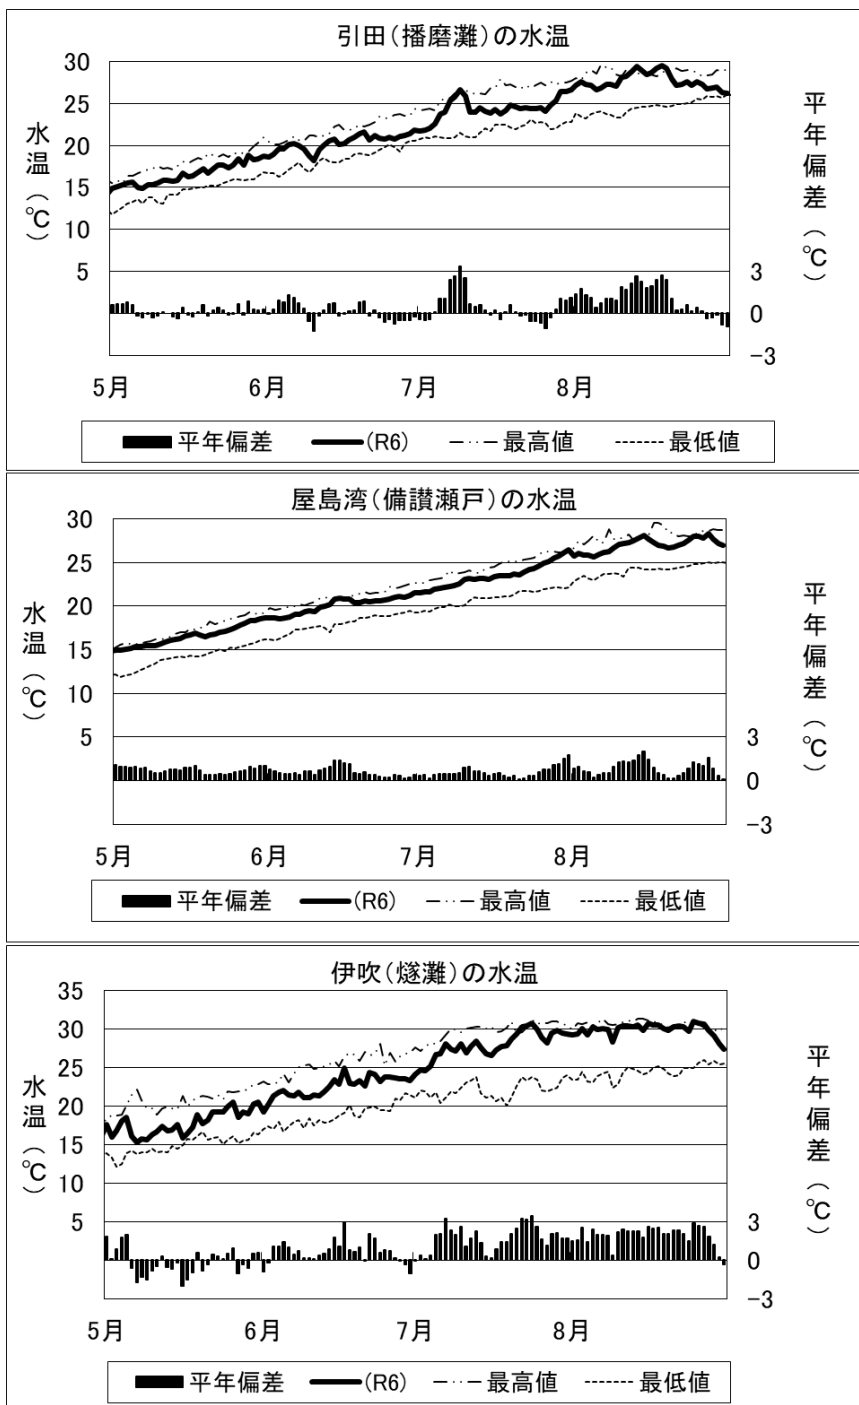 引田(播磨灘)の水温
30
25
20
15
10
5
水温(℃)
3
0
-3
平年偏差(℃)
5月 6月 7月 8月
平年偏差 (R6) 最高値 最低値
屋島湾(備讃瀬戸)の水温
30
25
20
15
10
5
水温(℃)
3
0
-3
平年偏差(℃)
5月 6月 7月 8月
平年偏差 (R6) 最高値 最低値
伊吹(燧灘)の水温
35
30
25
20
15
10
5
水温(℃)
3
0
-3
平年偏差(℃)
5月 6月 7月 8月
平年偏差 (R6) 最高値 最低値